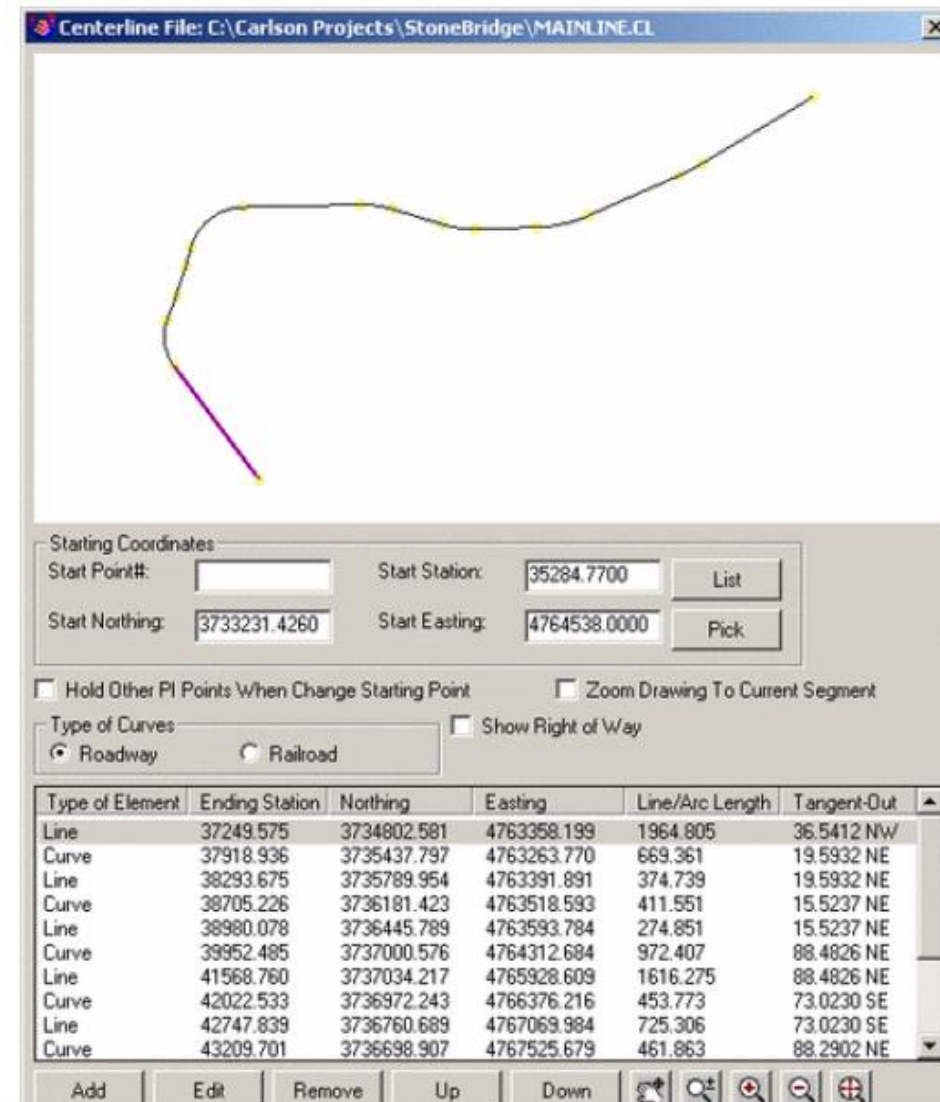 Centerline File: C:\Carlson Projects\StoneBridge\MAINLINE.CL
Starting Coordinates
Start Point#: Start Station: 35284.7700 List
Start Northing: 3733231.4260 Start Easting: 4764538.0000 Pick
Hold Other PI Points When Change Starting Point Zoom Drawing To Current Segment
Type of Curves Show Right of Way
Roadway Railroad
Type of Element Ending Station Northing Easting Line/Arc Length Tangent-Out
Line 37249.575 3734802.581 4763358.199 1964.805 36.5412 NW
Curve 37918.936 3735437.797 4763263.770 669.361 19.5932 NE
Line 38293.675 3735789.954 4763391.891 374.739 19.5932 NE
Curve 38705.226 3736181.423 4763518.593 411.551 15.5237 NE
Line 38980.078 3736445.789 4763593.784 274.851 15.5237 NE
Curve 39952.485 3737000.576 4764312.684 972.407 88.4826 NE
Line 41568.760 3737034.217 4765928.609 1616.275 88.4826 NE
Curve 42022.533 3736972.243 4766376.216 453.773 73.0230 SE
Line 42747.839 3736760.689 4767069.984 725.306 73.0230 SE
Curve 43209.701 3736698.907 4767525.679 461.863 88.2902 NE
Add Edit Remove Up Down